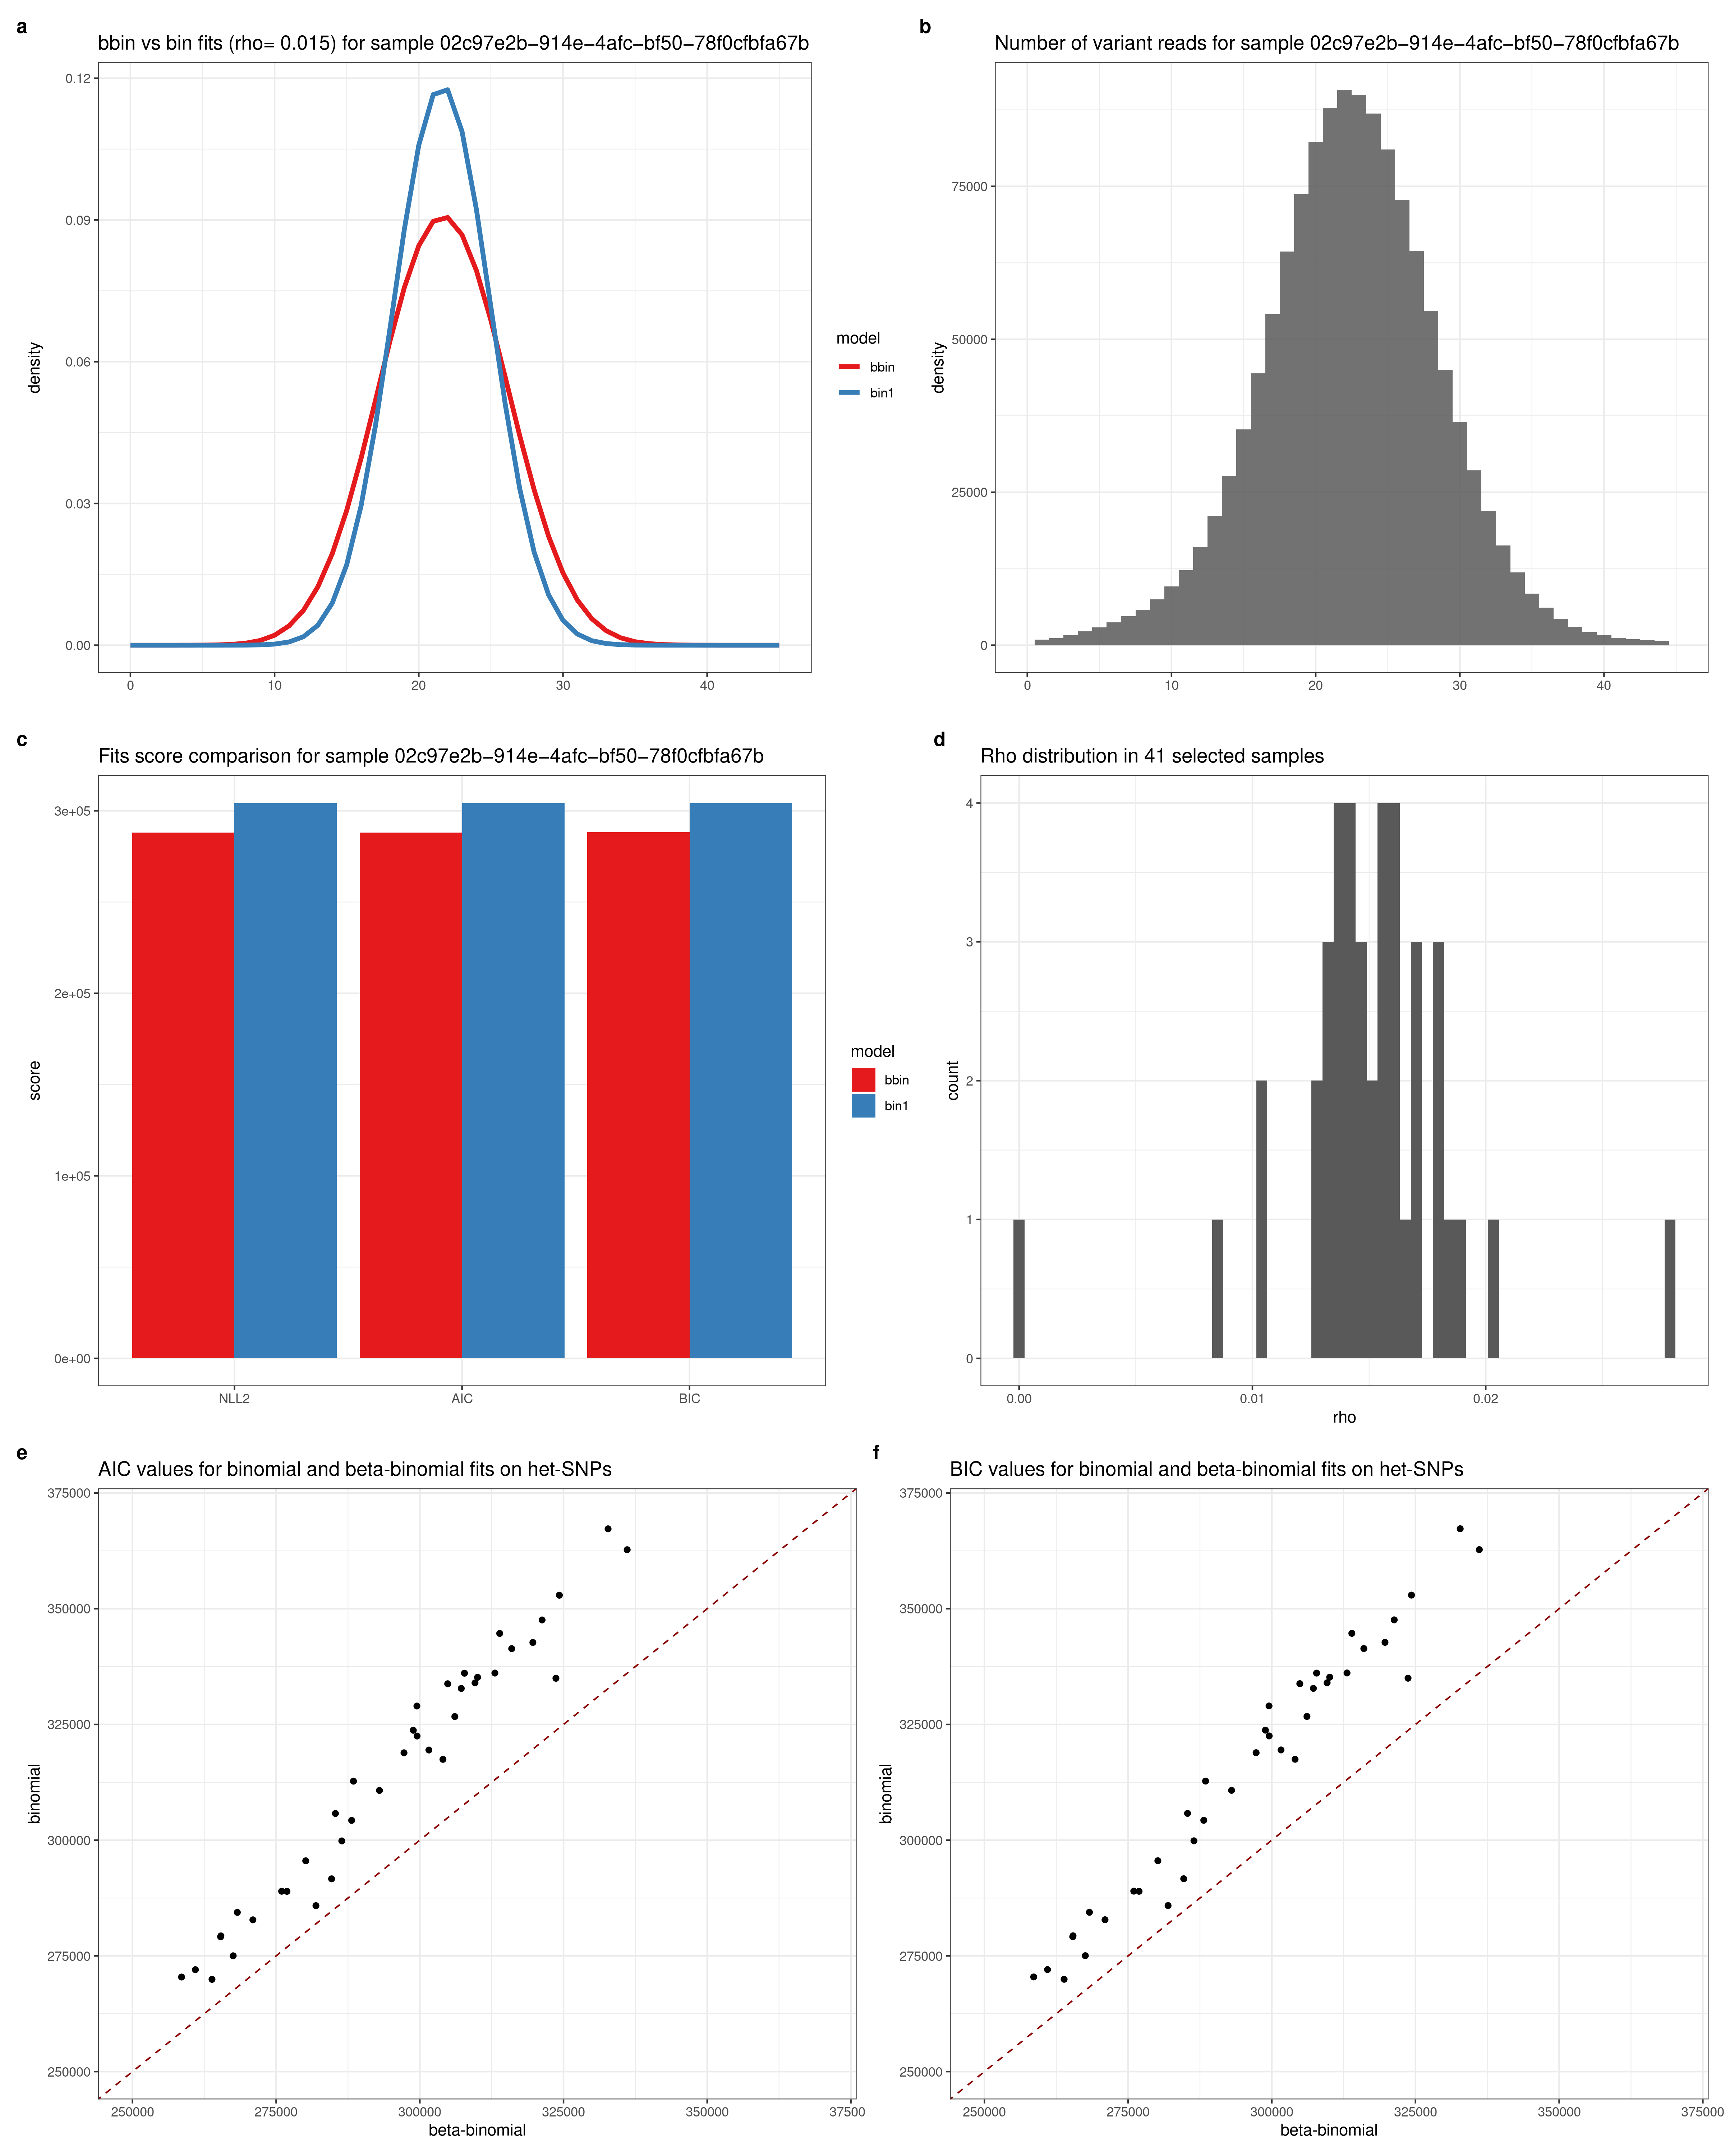 a
bbin vs bin fits (rho= 0.015) for sample 02c97e2b−914e−4afc−bf50−78f0cfbfa67b
0.12
0.09
0.06
0.03
0.00
density
0 10 20 30 40
model
bbin
bin1
b
Number of variant reads for sample 02c97e2b−914e−4afc−bf50−78f0cfbfa67b
75000
50000
25000
0
density
0 10 20 30 40
c
Fits score comparison for sample 02c97e2b−914e−4afc−bf50−78f0cfbfa67b
3e+05
2e+05
1e+05
0e+00
score
NLL2 AIC BIC
model
bbin
bin1
d
Rho distribution in 41 selected samples
4
3
2
1
0
count
0.00 0.01 0.02
rho
e
AIC values for binomial and beta-binomial fits on het-SNPs
375000
350000
325000
300000
275000
250000
binomial
250000 275000 300000 325000 350000 37500
beta-binomial
f
BIC values for binomial and beta-binomial fits on het-SNPs
375000
350000
325000
300000
275000
250000
binomial
250000 275000 300000 325000 350000 375000
beta-binomial